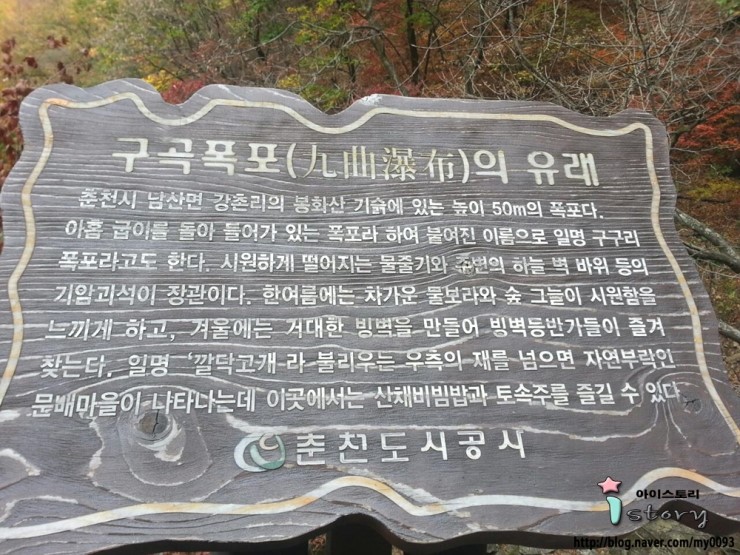 구곡폭포(九曲瀑布)의 유래
춘천시 남산면 강촌리의 봉화산 기슭에 있는 높이 50m의 폭포다.
아홉 굽이를 돌아 들어가 있는 폭포라 하여 붙여진 이름으로 일명 구구리
폭포라고도 한다. 시원하게 떨어지는 물줄기와 주변의 하늘 벽 바위 등의
기암괴석이 장관이다. 한여름에는 차가운 물보라와 숲 그늘이 시원함을
느끼게 하고, 겨울에는 거대한 빙벽을 만들어 빙벽등반가들이 즐겨
찾는다. 일명 '깔닥고개'라 불리우는 우측의 재를 넘으면 자연부락인
문배마을이 나타나는데 이곳에서는 산채비빔밥과 토속주를 즐길 수 있다.
춘천도시공사
아이스토리
istory
http://blog.naver.com/my0093